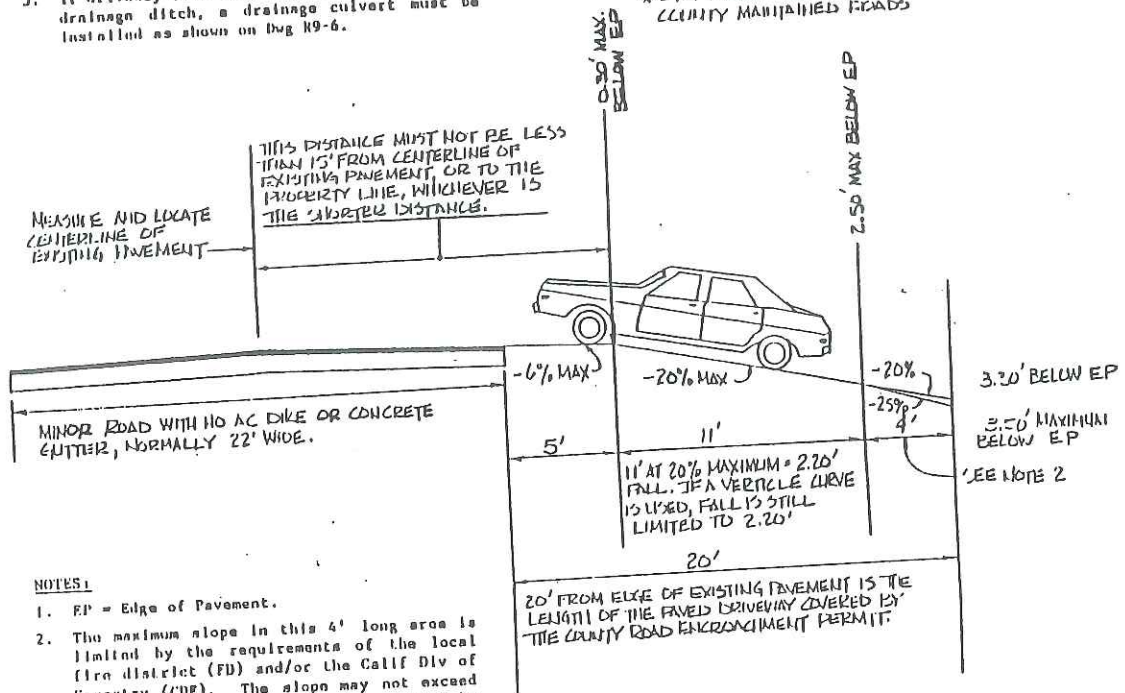 drainage ditch, a drainage culvert must be
installed as shown on Dwg R9-6.
COUNTY MAINTAINED ROADS
0.30' MAX.
BELOW EP
2.50' MAX BELOW EP
THIS DISTANCE MUST NOT BE LESS
THAN 15' FROM CENTERLINE OF
EXISTING PAVEMENT, OR TO THE
PROPERTY LINE, WHICHEVER IS
THE SHORTER DISTANCE.
MEASURE AND LOCATE
CENTERLINE OF
EXISTING PAVEMENT
-6% MAX
-20% MAX
-20%
-25%
3.30' BELOW EP
3.50' MAXIMUM
BELOW EP
SEE NOTE 2
MINOR ROAD WITH NO AC DIKE OR CONCRETE
GUTTER, NORMALLY 22' WIDE.
5'
11'
4'
11' AT 20% MAXIMUM = 2.20'
FALL. IF A VERTICLE CURVE
IS USED, FALL IS STILL
LIMITED TO 2.20'
20'
20' FROM EDGE OF EXISTING PAVEMENT IS THE
LENGTH OF THE PAVED DRIVEWAY COVERED BY
THE COUNTY ROAD ENCROACHMENT PERMIT.
NOTES:
1. EP = Edge of Pavement.
2. The maximum slope in this 4' long area is
limited by the requirements of the local
fire district (FD) and/or the Calif Div of
Forestry (CDF). The slope may not exceed